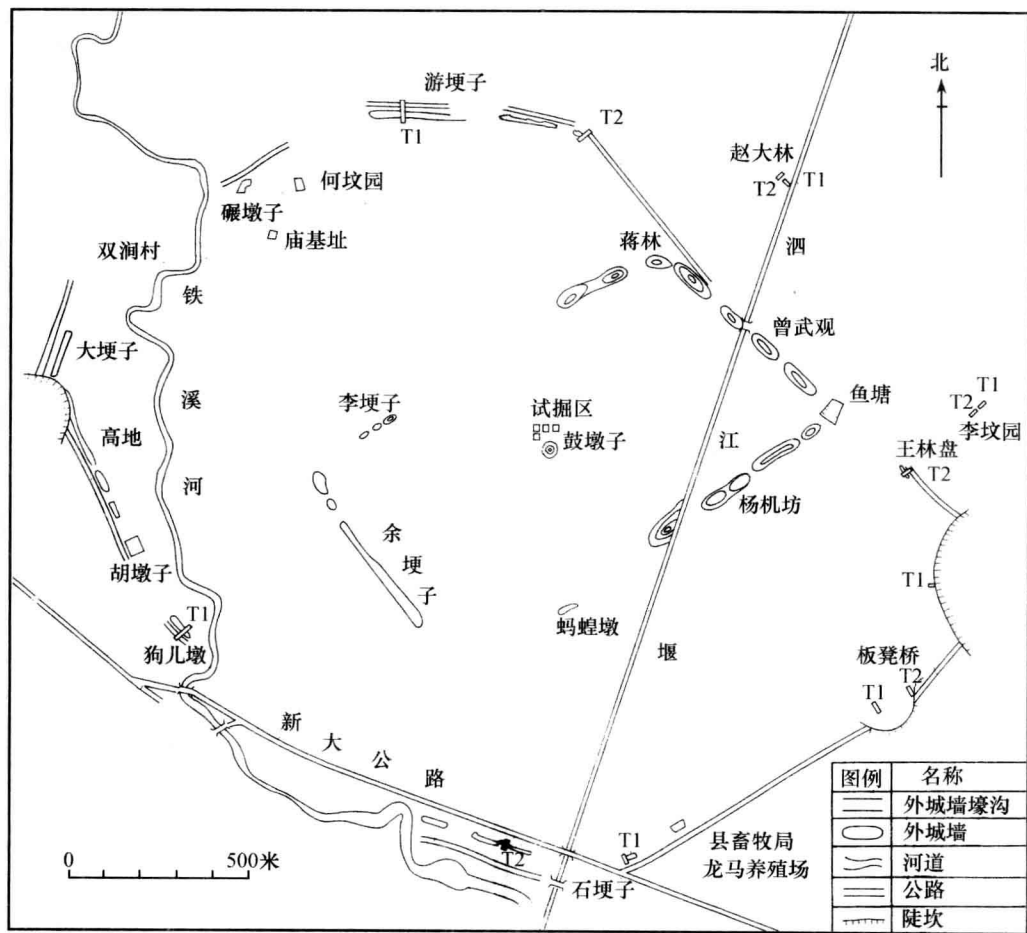 北
游埂子
T1
T2
赵大林
T2
T1
何坟园
碾墩子
庙基址
双涧村
蒋林
泗江堰
铁溪河
曾武观
大埂子
鱼塘
T1
T2
李坟园
李埂子
试掘区
鼓墩子
高地
王林盘
T2
杨机坊
余埂子
胡墩子
T1
蚂蝗墩
T1
狗儿墩
板凳桥
T1
T2
新大公路
T1
县畜牧局
龙马养殖场
T2
石埂子
0 500米
图例 名称
外城墙壕沟
外城墙
河道
公路
陡坎